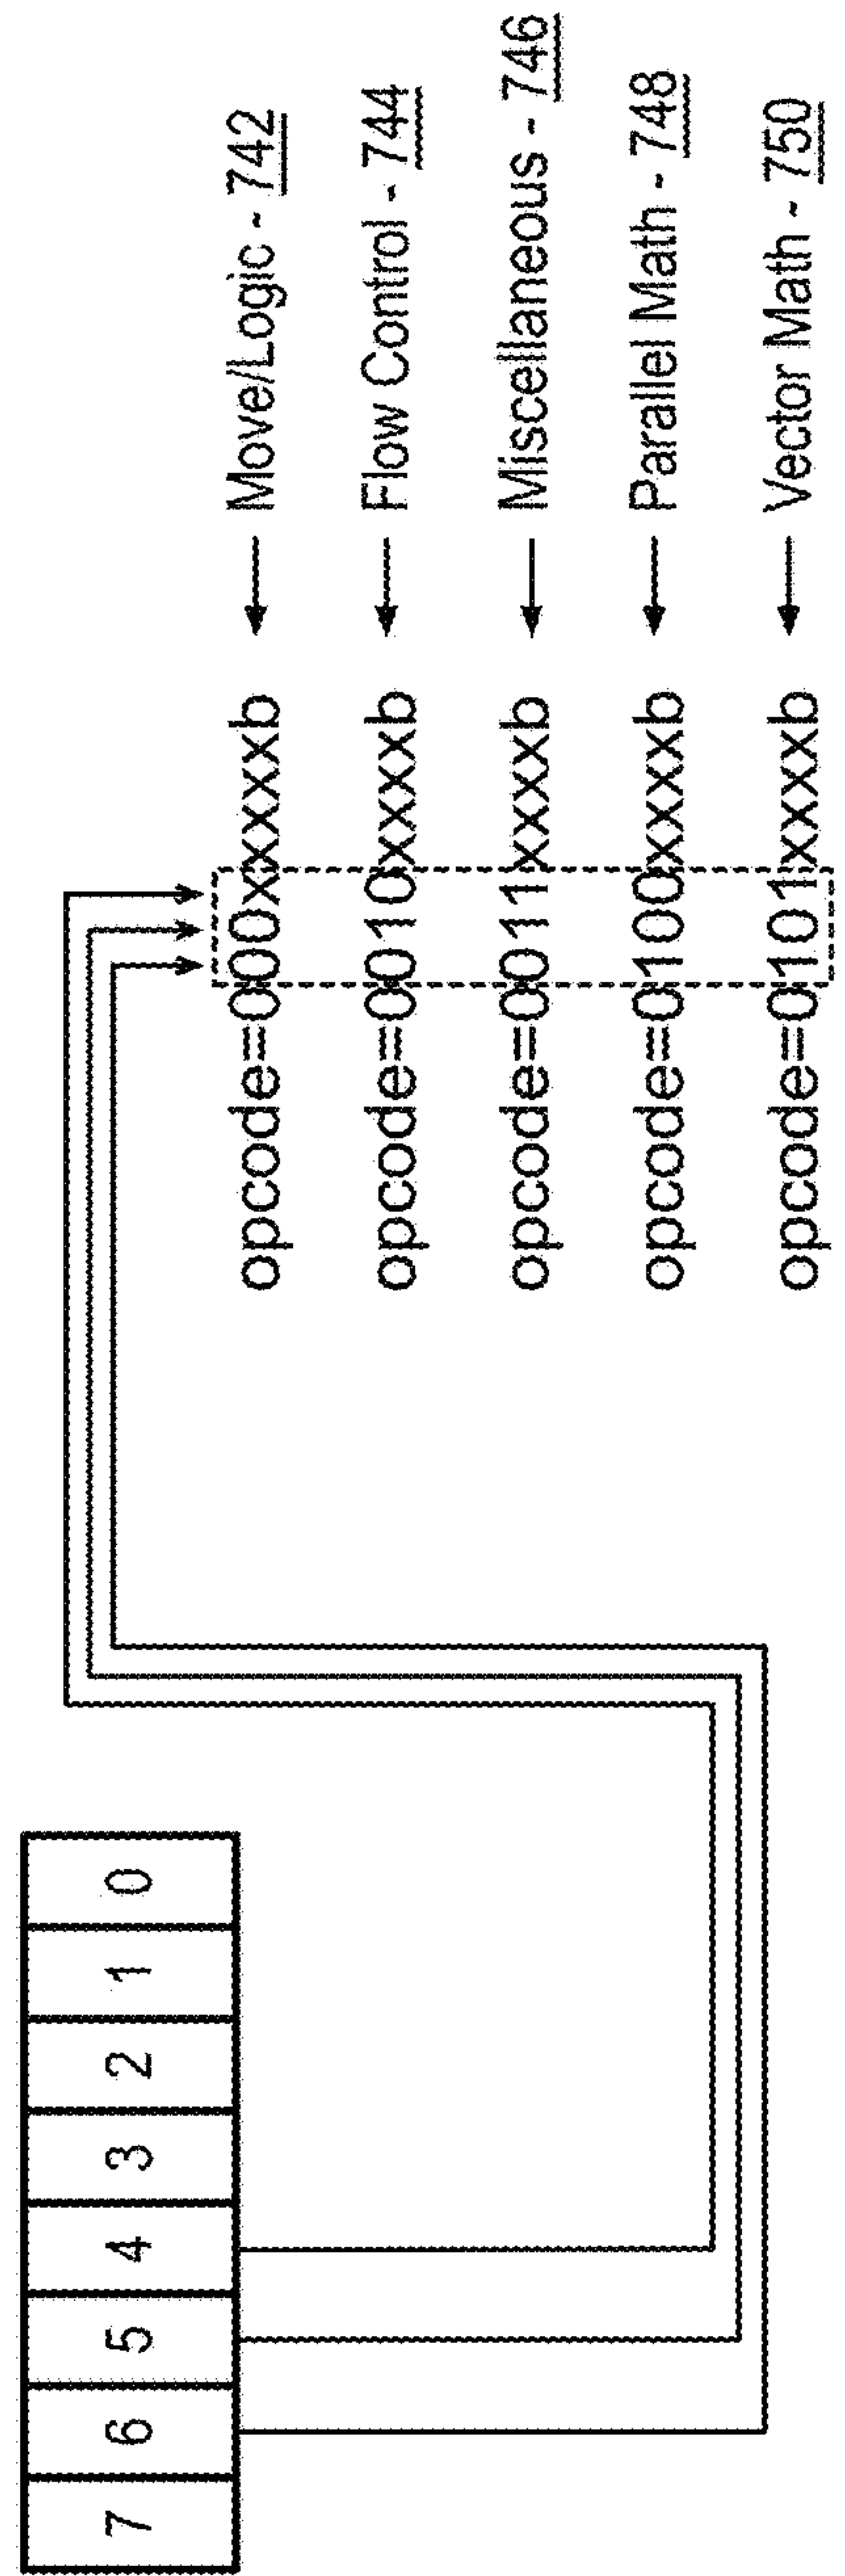 7 6 5 4 3 2 1 0
opcode=000xxxxxb ← Move/Logic - 742
opcode=0010xxxxb ← Flow Control - 744
opcode=0011xxxxb ← Miscellaneous - 746
opcode=0100xxxxb ← Parallel Math - 748
opcode=0101xxxxb ← Vector Math - 750